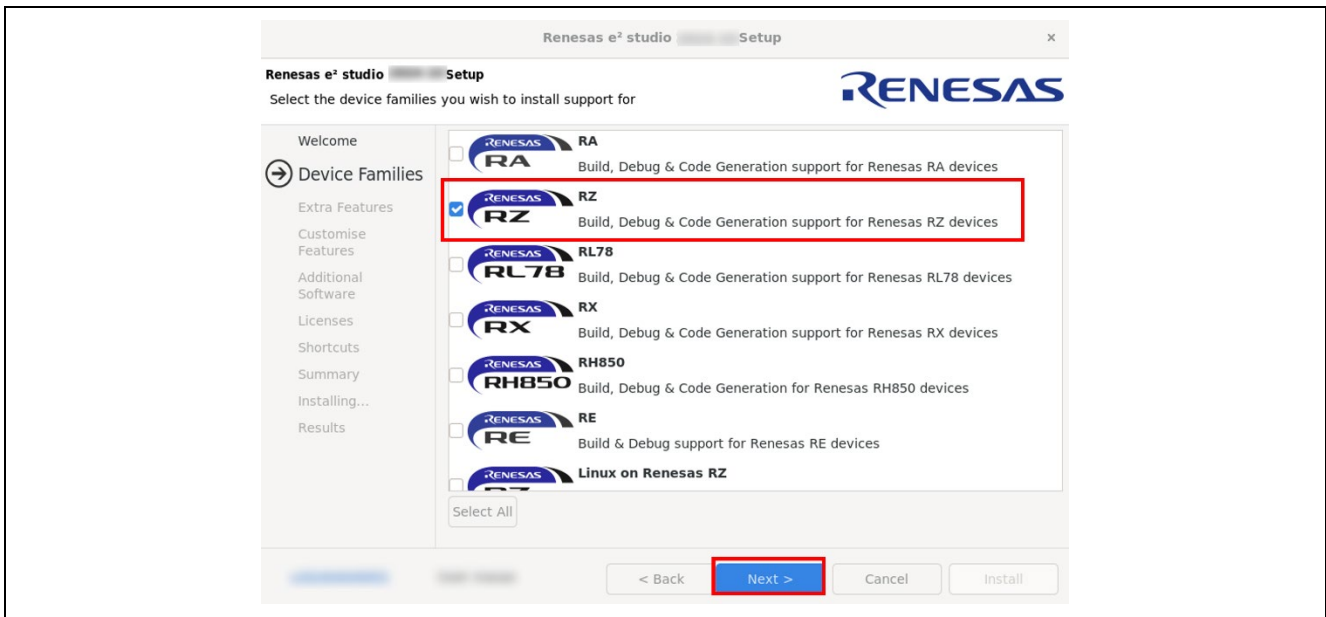 Renesas e² studio Setup
×
Renesas e² studio Setup
Select the device families you wish to install support for
RENESAS
Welcome
Device Families
Extra Features
Customise
Features
Additional
Software
Licenses
Shortcuts
Summary
Installing...
Results
RENESAS
RA
RA
Build, Debug & Code Generation support for Renesas RA devices
RENESAS
RZ
RZ
Build, Debug & Code Generation support for Renesas RZ devices
RENESAS
RL78
RL78
Build, Debug & Code Generation support for Renesas RL78 devices
RENESAS
RX
RX
Build, Debug & Code Generation support for Renesas RX devices
RENESAS
RH850
RH850
Build, Debug & Code Generation for Renesas RH850 devices
RENESAS
RE
RE
Build & Debug support for Renesas RE devices
RENESAS
Linux on Renesas RZ
Select All
< Back
Next >
Cancel
Install